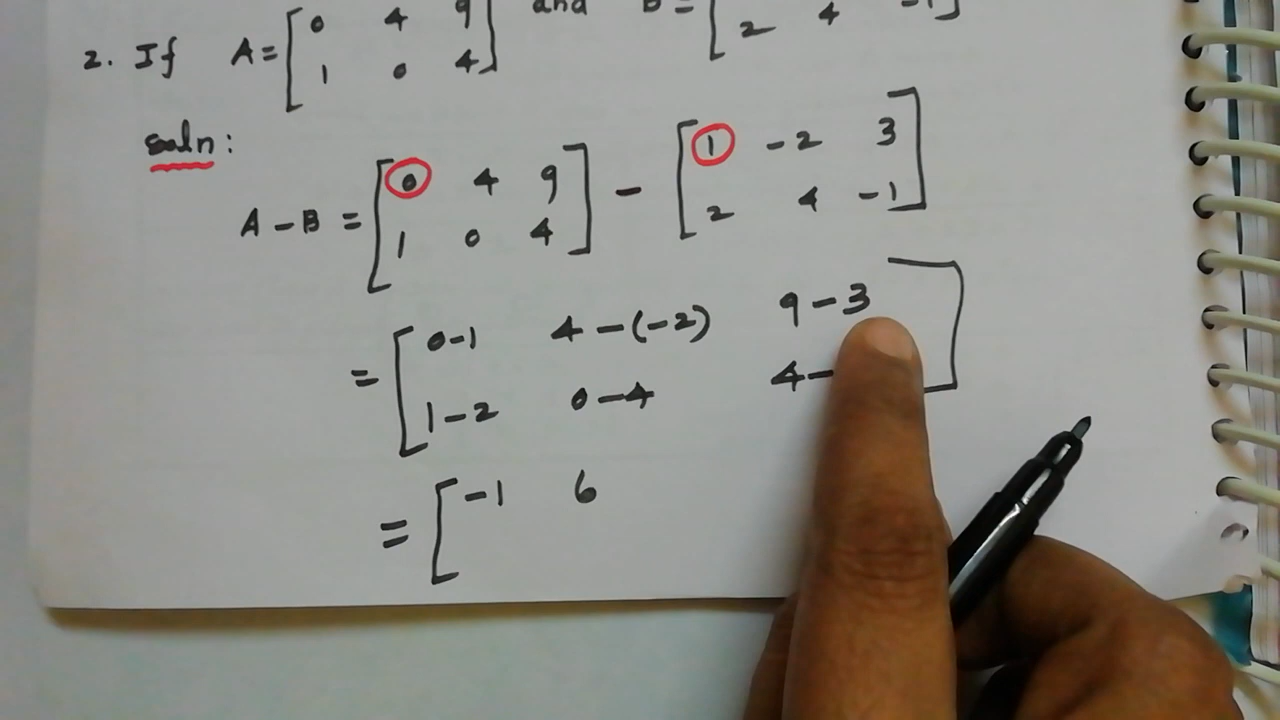 2. If A = [ 0 4 9 ] and B = [
1 0 4 2 4 -1 ]
Soln:
A - B = [ 0 4 9 ] - [ 1 -2 3 ]
1 0 4 2 4 -1
= [ 0-1 4-(-2) 9-3 ]
1-2 0-4 4-
= [ -1 6